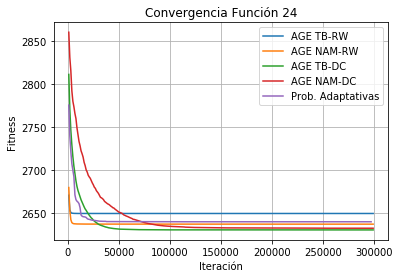 Convergencia Función 24
AGE TB-RW
AGE NAM-RW
AGE TB-DC
AGE NAM-DC
Prob. Adaptativas
Fitness
2850
2800
2750
2700
2650
0 50000 100000 150000 200000 250000 300000
Iteración